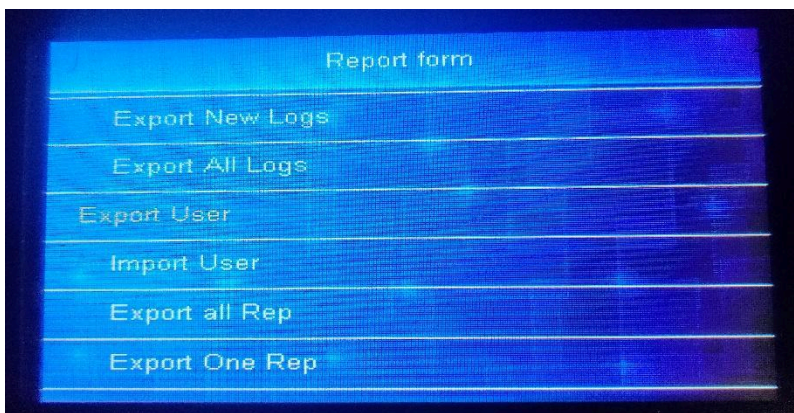 Report form
Export New Logs
Export All Logs
Export User
Import User
Export all Rep
Export One Rep